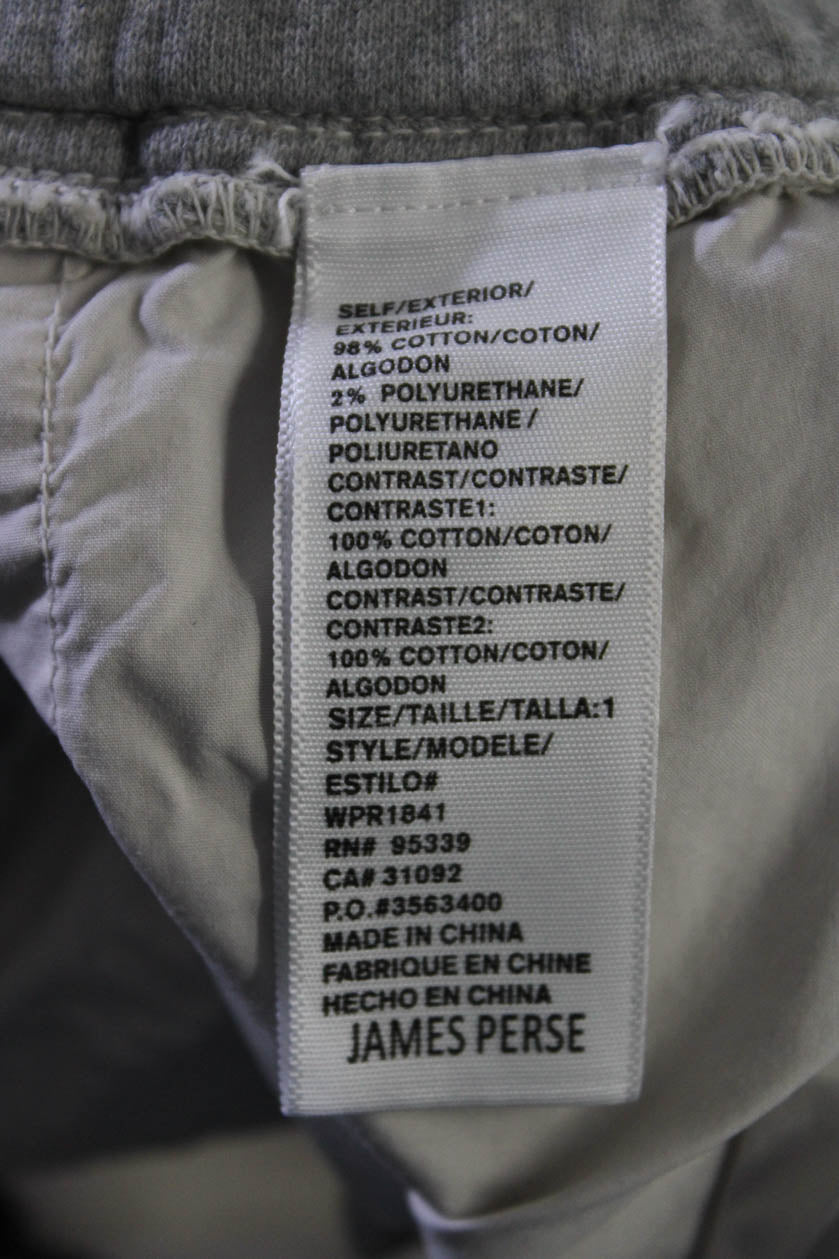 SELF/EXTERIOR/
EXTERIEUR:
98% COTTON/COTON/
ALGODON
2% POLYURETHANE/
POLYURETHANE/
POLIURETANO
CONTRAST/CONTRASTE/
CONTRASTE1:
100% COTTON/COTON/
ALGODON
CONTRAST/CONTRASTE/
CONTRASTE2:
100% COTTON/COTON/
ALGODON
SIZE/TAILLE/TALLA:1
STYLE/MODELE/
ESTILO#
WPR1841
RN# 95339
CA# 31092
P.O.#3563400
MADE IN CHINA
FABRIQUE EN CHINE
HECHO EN CHINA
JAMES PERSE